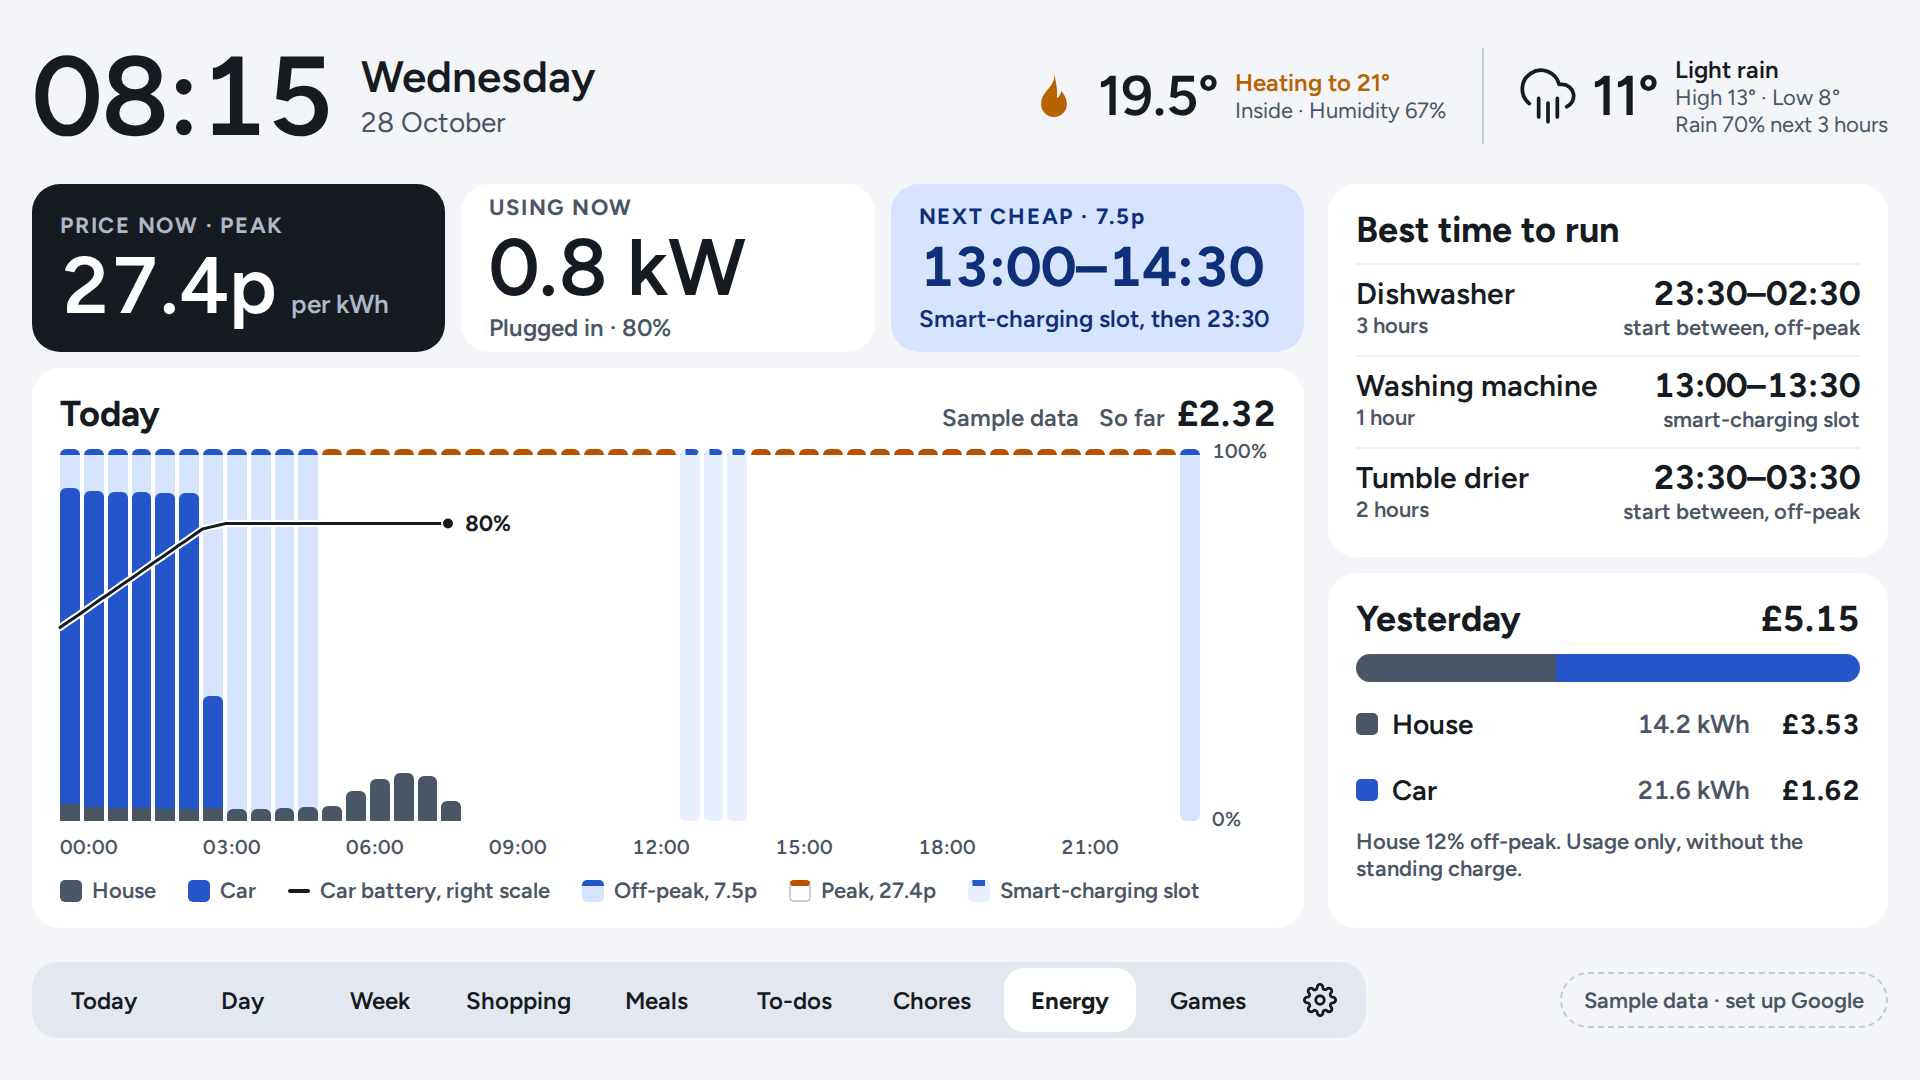 08:15
Wednesday
28 October
19.5°
Heating to 21°
Inside · Humidity 67%
11°
Light rain
High 13° · Low 8°
Rain 70% next 3 hours
PRICE NOW · PEAK
27.4p per kWh
USING NOW
0.8 kW
Plugged in · 80%
NEXT CHEAP · 7.5p
13:00–14:30
Smart-charging slot, then 23:30
Today
Sample data So far £2.32
100%
80%
0%
00:00 03:00 06:00 09:00 12:00 15:00 18:00 21:00
House Car Car battery, right scale Off-peak, 7.5p Peak, 27.4p Smart-charging slot
Best time to run
Dishwasher 23:30–02:30
3 hours start between, off-peak
Washing machine 13:00–13:30
1 hour smart-charging slot
Tumble drier 23:30–03:30
2 hours start between, off-peak
Yesterday £5.15
House 14.2 kWh £3.53
Car 21.6 kWh £1.62
House 12% off-peak. Usage only, without the
standing charge.
Today Day Week Shopping Meals To-dos Chores Energy Games
Sample data · set up Google